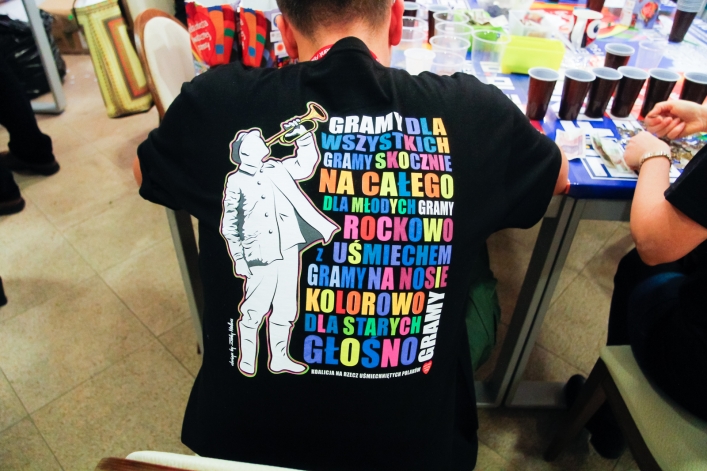 GRAMY DLA
WSZYSTKICH
GRAMY SKOCZNIE
NA CAŁEGO
DLA MŁODYCH GRAMY
ROCKOWO
Z UŚMIECHEM
GRAMY NA NOSIE
KOLOROWO
DLA STARYCH
GŁOŚNO
GRAMY
KOALICJA NA RZECZ UŚMIECHNIĘTYCH POLAKÓW